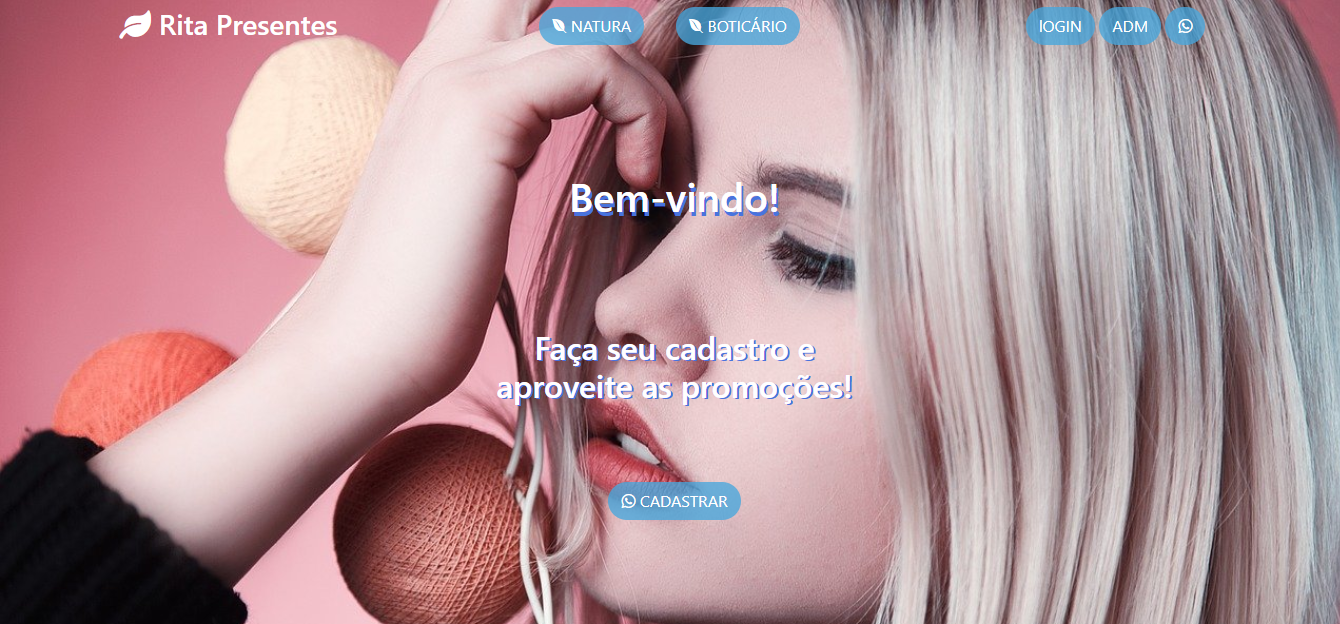 Rita Presentes
NATURA
BOTICÁRIO
lOGIN
ADM
Bem-vindo!
Faça seu cadastro e
aproveite as promoções!
CADASTRAR